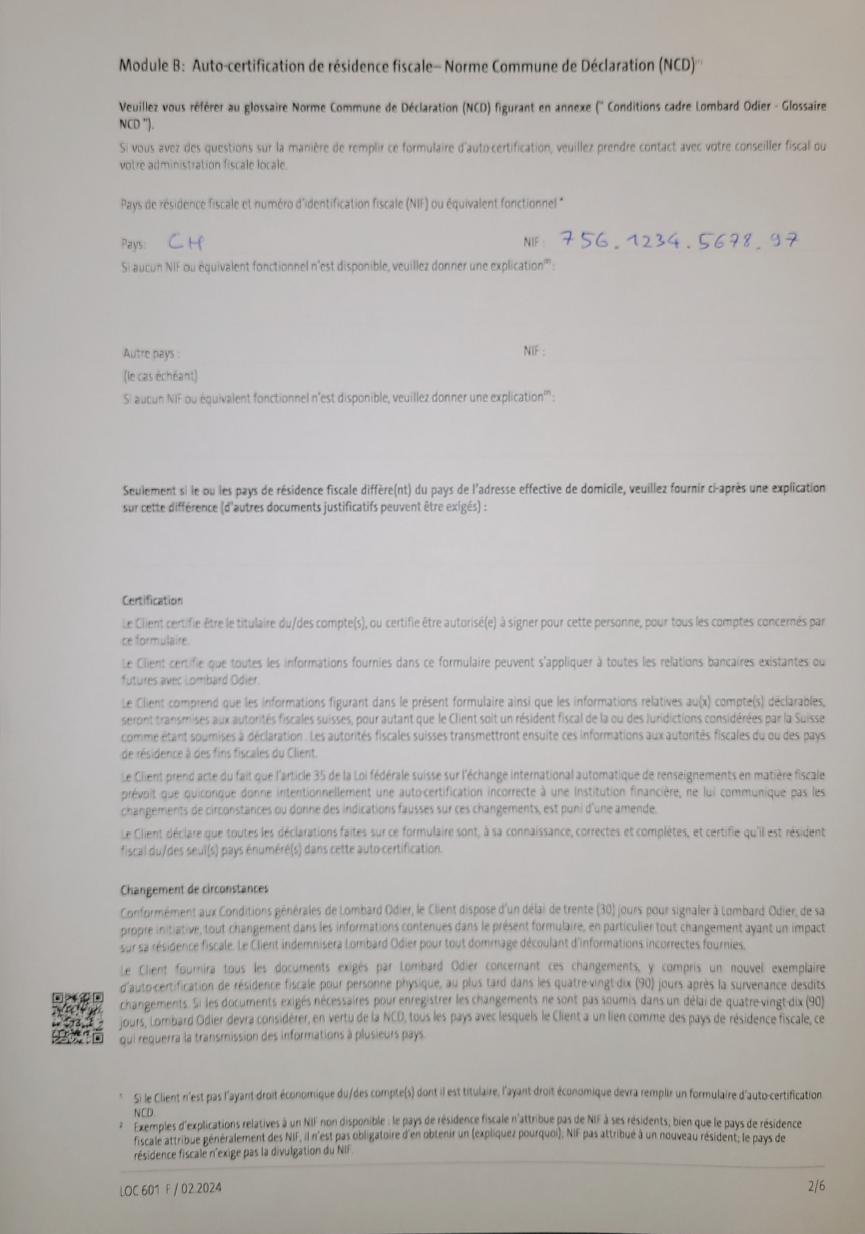 Module B: Auto-certification de résidence fiscale– Norme Commune de Déclaration (NCD)⁽¹⁾
Veuillez vous référer au glossaire Norme Commune de Déclaration (NCD) figurant en annexe (" Conditions cadre Lombard Odier - Glossaire
NCD ").
Si vous avez des questions sur la manière de remplir ce formulaire d'auto-certification, veuillez prendre contact avec votre conseiller fiscal ou
votre administration fiscale locale.
Pays de résidence fiscale et numéro d'identification fiscale (NIF) ou équivalent fonctionnel *
Pays: CH NIF : 756.1234.5678.97
Si aucun NIF ou équivalent fonctionnel n'est disponible, veuillez donner une explication⁽²⁾:
Autre pays : NIF :
(le cas échéant)
Si aucun NIF ou équivalent fonctionnel n'est disponible, veuillez donner une explication⁽²⁾:
Seulement si le ou les pays de résidence fiscale diffère(nt) du pays de l'adresse effective de domicile, veuillez fournir ci-après une explication
sur cette différence (d'autres documents justificatifs peuvent être exigés) :
Certification
Le Client certifie être le titulaire du/des compte(s), ou certifie être autorisé(e) à signer pour cette personne, pour tous les comptes concernés par
ce formulaire.
Le Client certifie que toutes les informations fournies dans ce formulaire peuvent s'appliquer à toutes les relations bancaires existantes ou
futures avec Lombard Odier.
Le Client comprend que les informations figurant dans le présent formulaire ainsi que les informations relatives au(x) compte(s) déclarables,
seront transmises aux autorités fiscales suisses, pour autant que le Client soit un résident fiscal de la ou des Juridictions considérées par la Suisse
comme étant soumises à déclaration. Les autorités fiscales suisses transmettront ensuite ces informations aux autorités fiscales du ou des pays
de résidence à des fins fiscales du Client.
Le Client prend acte du fait que l'article 35 de la Loi fédérale suisse sur l'échange international automatique de renseignements en matière fiscale
prévoit que quiconque donne intentionnellement une auto-certification incorrecte à une Institution financière, ne lui communique pas les
changements de circonstances ou donne des indications fausses sur ces changements, est puni d'une amende.
Le Client déclare que toutes les déclarations faites sur ce formulaire sont, à sa connaissance, correctes et complètes, et certifie qu'il est résident
fiscal du/des seul(s) pays énuméré(s) dans cette auto-certification.
Changement de circonstances
Conformément aux Conditions générales de Lombard Odier, le Client dispose d'un délai de trente (30) jours pour signaler à Lombard Odier, de sa
propre initiative, tout changement dans les informations contenues dans le présent formulaire, en particulier tout changement ayant un impact
sur sa résidence fiscale. Le Client indemnisera Lombard Odier pour tout dommage découlant d'informations incorrectes fournies.
Le Client fournira tous les documents exigés par Lombard Odier concernant ces changements, y compris un nouvel exemplaire
d'auto-certification de résidence fiscale pour personne physique, au plus tard dans les quatre-vingt-dix (90) jours après la survenance desdits
changements. Si les documents exigés nécessaires pour enregistrer les changements ne sont pas soumis dans un délai de quatre-vingt-dix (90)
jours, Lombard Odier devra considérer, en vertu de la NCD, tous les pays avec lesquels le Client a un lien comme des pays de résidence fiscale, ce
qui requerra la transmission des informations à plusieurs pays.
¹ Si le Client n'est pas l'ayant droit économique du/des compte(s) dont il est titulaire, l'ayant droit économique devra remplir un formulaire d'auto-certification
NCD.
² Exemples d'explications relatives à un NIF non disponible : le pays de résidence fiscale n'attribue pas de NIF à ses résidents; bien que le pays de résidence
fiscale attribue généralement des NIF, il n'est pas obligatoire d'en obtenir un (expliquez pourquoi); NIF pas attribué à un nouveau résident; le pays de
résidence fiscale n'exige pas la divulgation du NIF.
LOC 601 F / 02.2024 2/6